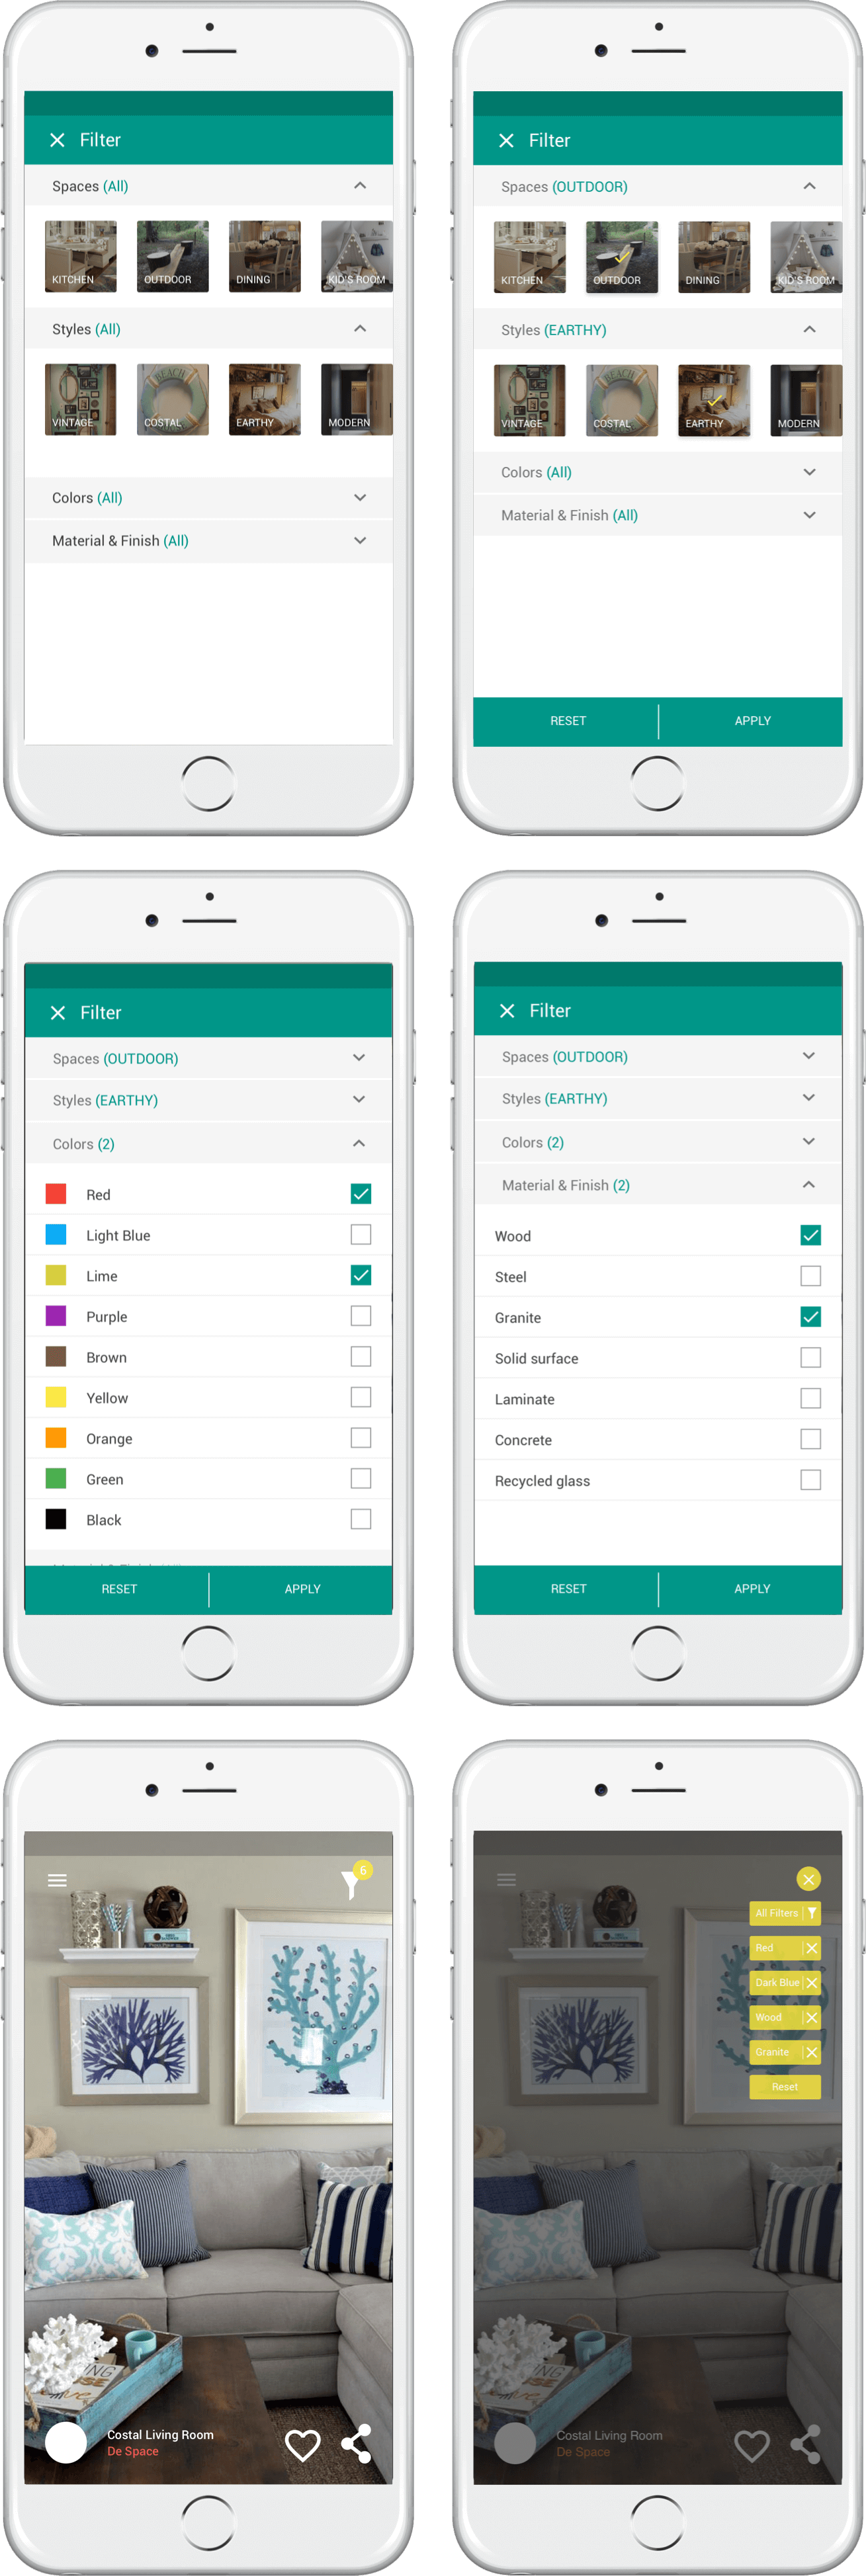 Filter
Spaces (All)
KITCHEN
OUTDOOR
DINING
KID'S ROOM
Styles (All)
VINTAGE
BEACH
COSTAL
EARTHY
MODERN
Colors (All)
Material & Finish (All)
Filter
Spaces (OUTDOOR)
KITCHEN
OUTDOOR
DINING
KID'S ROOM
Styles (EARTHY)
VINTAGE
BEACH
COSTAL
EARTHY
MODERN
Colors (All)
Material & Finish (All)
RESET
APPLY
Filter
Spaces (OUTDOOR)
Styles (EARTHY)
Colors (2)
Red
Light Blue
Lime
Purple
Brown
Yellow
Orange
Green
Black
RESET
APPLY
Filter
Spaces (OUTDOOR)
Styles (EARTHY)
Colors (2)
Material & Finish (2)
Wood
Steel
Granite
Solid surface
Laminate
Concrete
Recycled glass
RESET
APPLY
6
Costal Living Room
De Space
All Filters
Red
Dark Blue
Wood
Granite
Reset
Costal Living Room
De Space